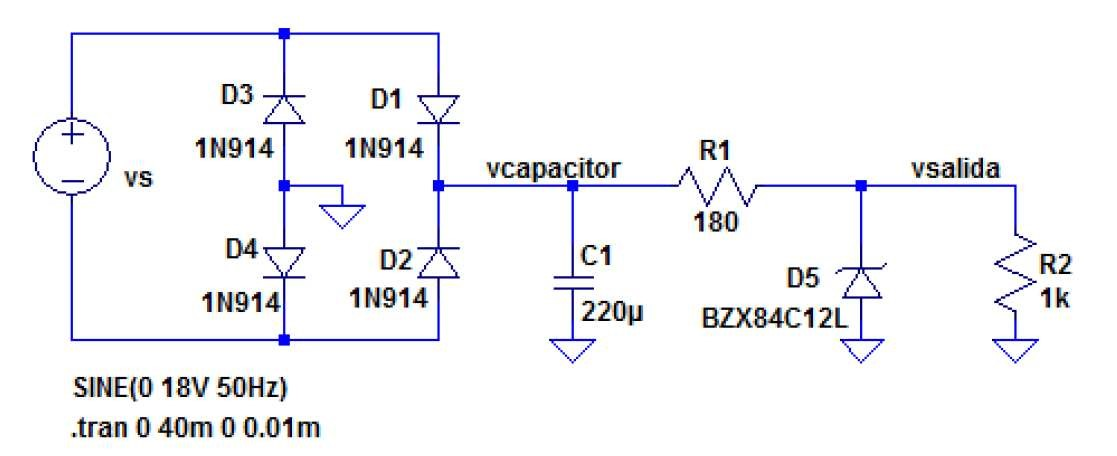 D3
1N914
D1
1N914
vs
+
−
vcapacitor
R1
180
vsalida
D4
1N914
D2
1N914
C1
220µ
D5
BZX84C12L
R2
1k
SINE(0 18V 50Hz)
.tran 0 40m 0 0.01m